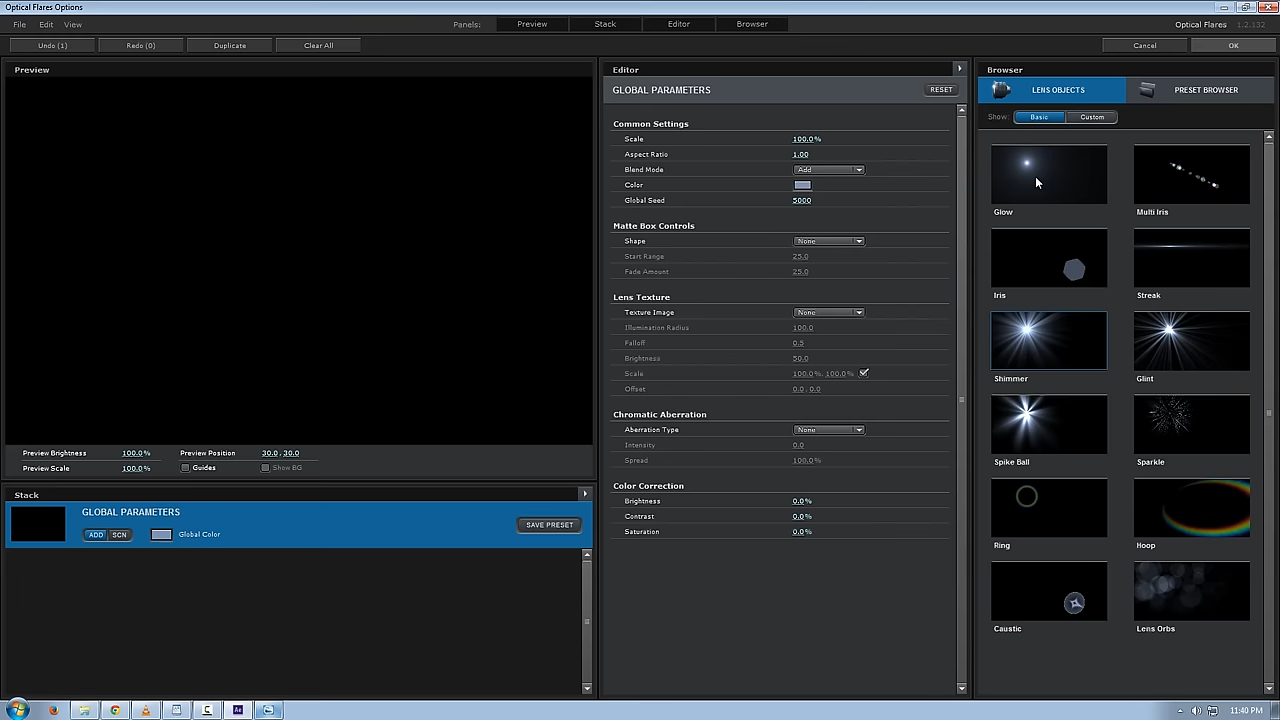 Optical Flares Options
File Edit View Panels: Preview Stack Editor Browser Optical Flares 1.2.132
Undo (1) Redo (0) Duplicate Clear All Cancel OK
Preview
Preview Brightness 100.0% Preview Position 30.0, 30.0
Preview Scale 100.0% Guides Show BG
Stack
GLOBAL PARAMETERS
ADD SCN Global Color SAVE PRESET
Editor
GLOBAL PARAMETERS RESET
Common Settings
Scale 100.0%
Aspect Ratio 1.00
Blend Mode Add
Color
Global Seed 5000
Matte Box Controls
Shape None
Start Range 25.0
Fade Amount 25.0
Lens Texture
Texture Image None
Illumination Radius 100.0
Falloff 0.5
Brightness 50.0
Scale 100.0%, 100.0%
Offset 0.0, 0.0
Chromatic Aberration
Aberration Type None
Intensity 0.0
Spread 100.0%
Color Correction
Brightness 0.0%
Contrast 0.0%
Saturation 0.0%
Browser
LENS OBJECTS PRESET BROWSER
Show: Basic Custom
Glow Multi Iris
Iris Streak
Shimmer Glint
Spike Ball Sparkle
Ring Hoop
Caustic Lens Orbs
Ae 11:40 PM